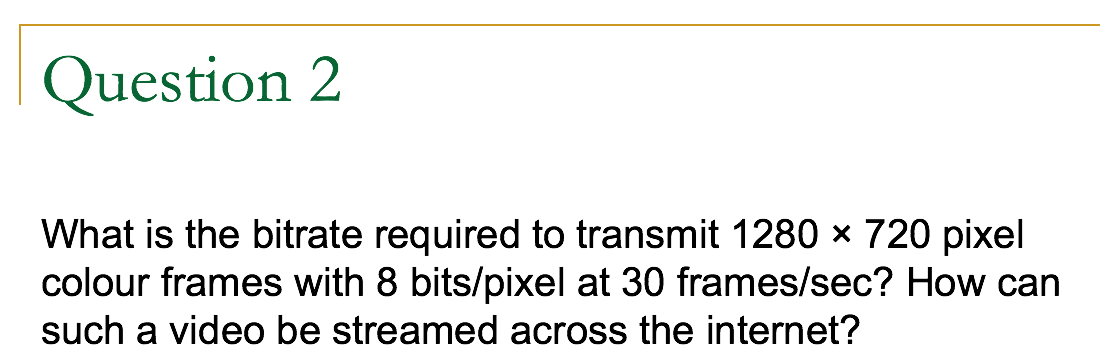 Question 2
What is the bitrate required to transmit 1280 × 720 pixel
colour frames with 8 bits/pixel at 30 frames/sec? How can
such a video be streamed across the internet?